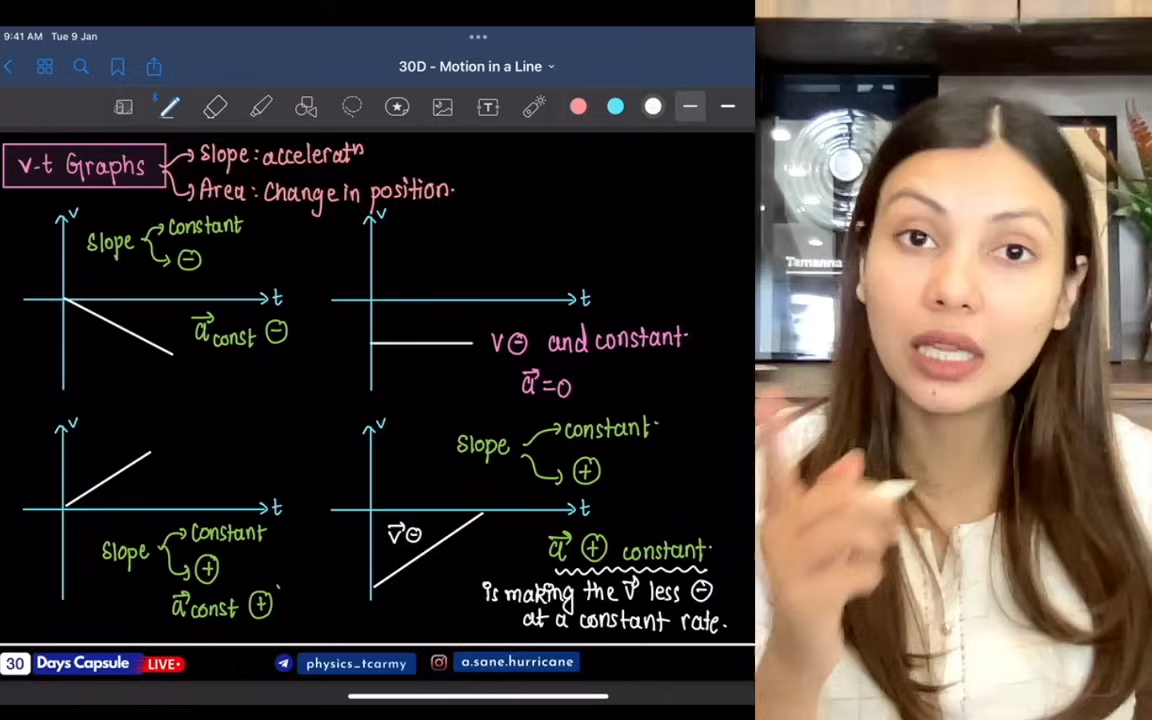 9:41 AM Tue 9 Jan
30D - Motion in a Line
T
v-t Graphs
Slope : acceleratⁿ
Area : Change in position.
v
Slope
Constant
⊖
t
a⃗ const ⊖
v
t
v ⊖ and constant.
a⃗ = 0
v
t
Slope
Constant
⊕
a⃗ const ⊕
v
Slope
constant.
⊕
t
v⃗ ⊖
a⃗ ⊕ constant.
is making the v⃗ less ⊖
at a constant rate.
Tamanna
30 Days Capsule LIVE
physics_tcarmy
a.sane.hurricane